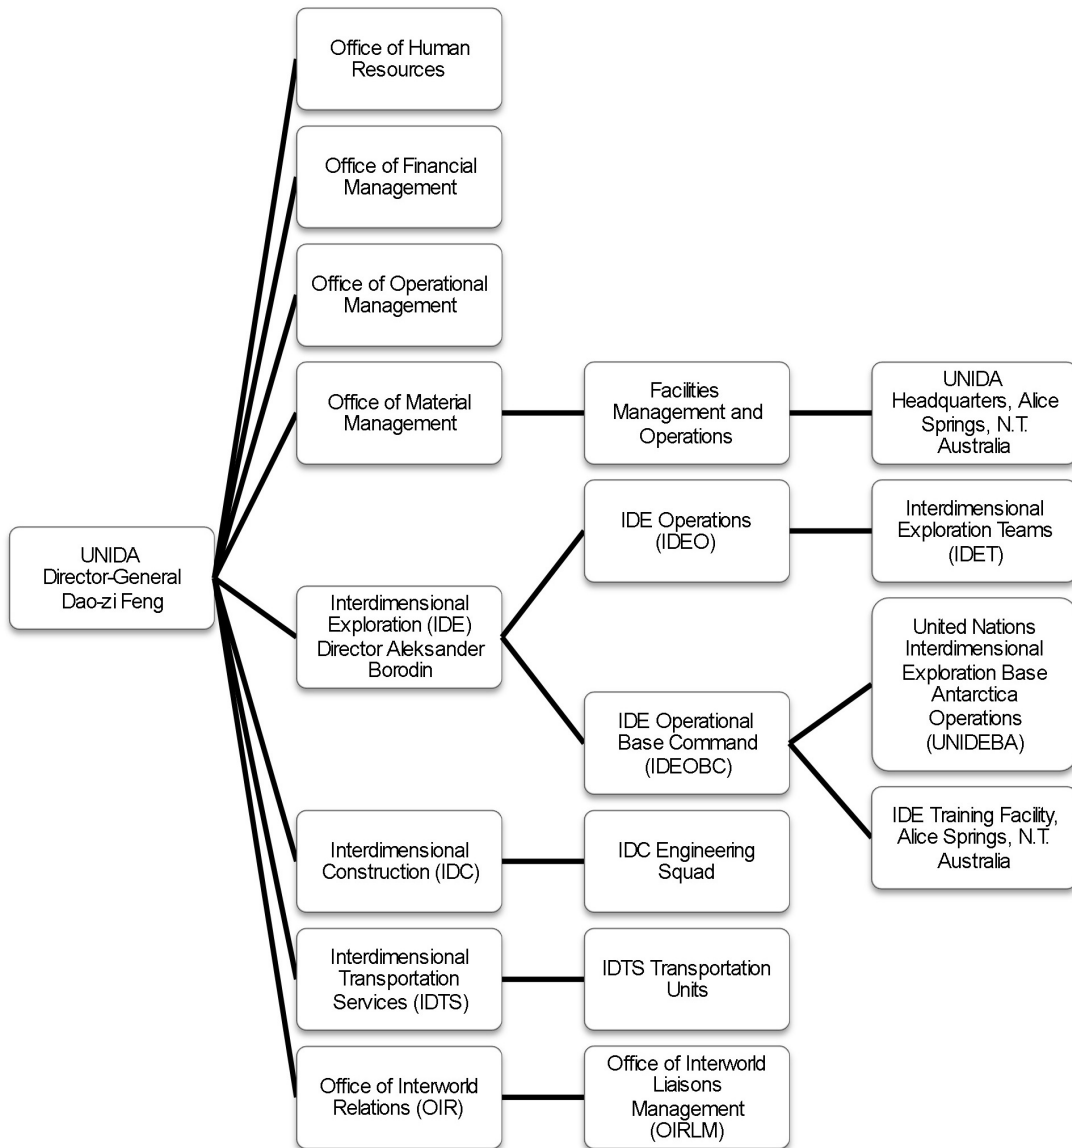 Office of Human
Resources
Office of Financial
Management
Office of Operational
Management
Office of Material
Management
Facilities
Management and
Operations
UNIDA
Headquarters, Alice
Springs, N.T.
Australia
UNIDA
Director-General
Dao-zi Feng
Interdimensional
Exploration (IDE)
Director Aleksander
Borodin
IDE Operations
(IDEO)
Interdimensional
Exploration Teams
(IDET)
IDE Operational
Base Command
(IDEOBC)
United Nations
Interdimensional
Exploration Base
Antarctica
Operations
(UNIDEBA)
IDE Training Facility,
Alice Springs, N.T.
Australia
Interdimensional
Construction (IDC)
IDC Engineering
Squad
Interdimensional
Transportation
Services (IDTS)
IDTS Transportation
Units
Office of Interworld
Relations (OIR)
Office of Interworld
Liaisons
Management
(OIRLM)